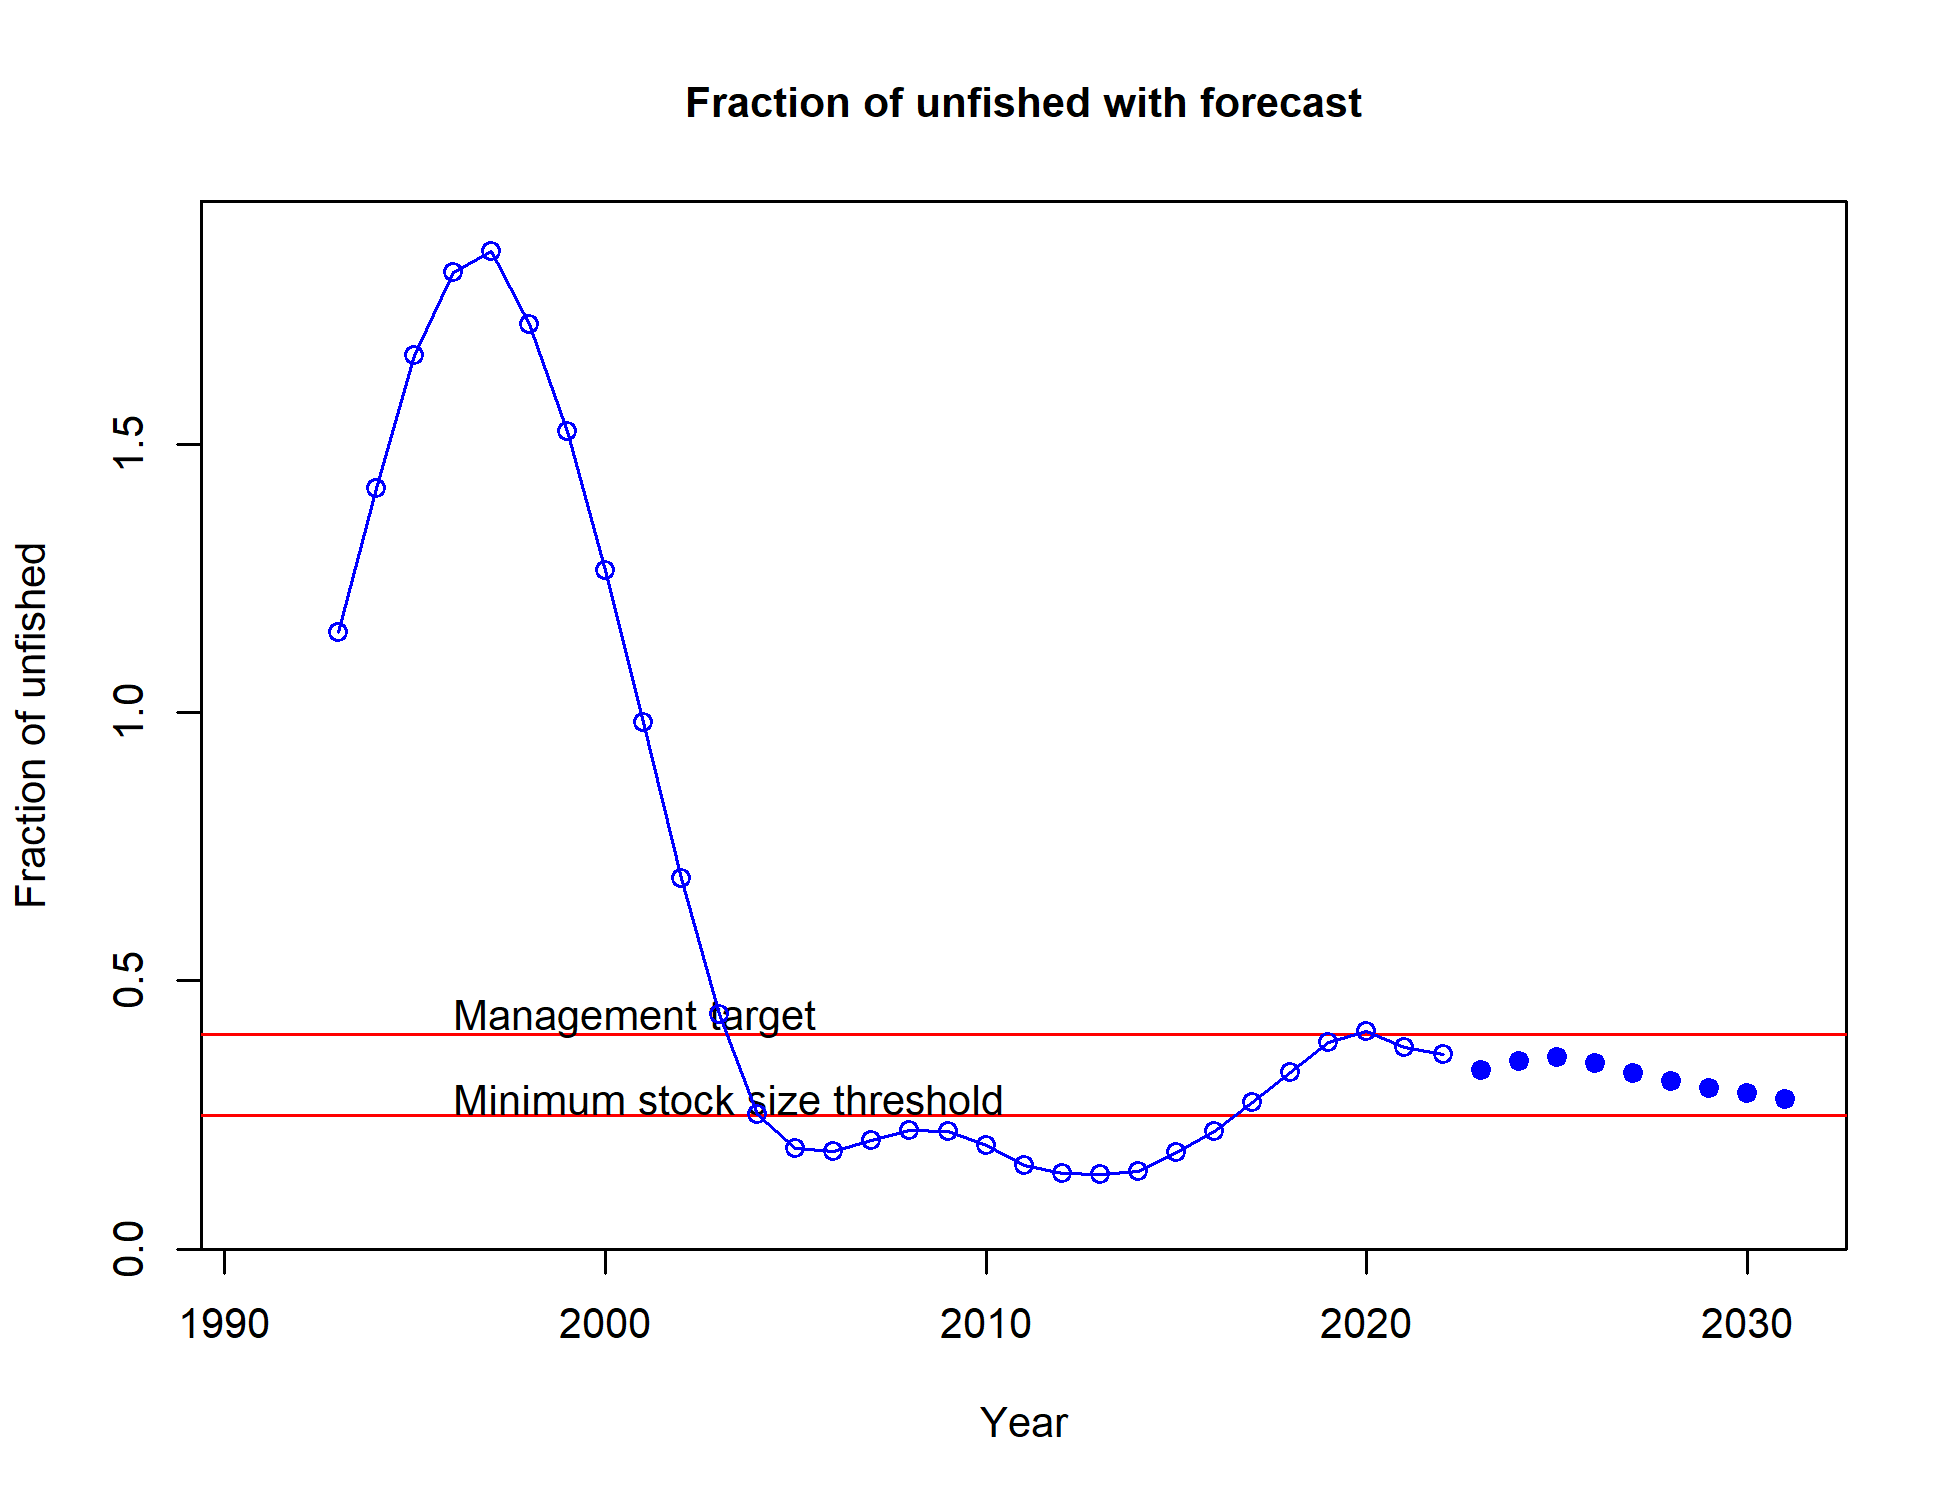 Fraction of unfished with forecast
Fraction of unfished
1.5
1.0
0.5
0.0
Management target
Minimum stock size threshold
1990 2000 2010 2020 2030
Year